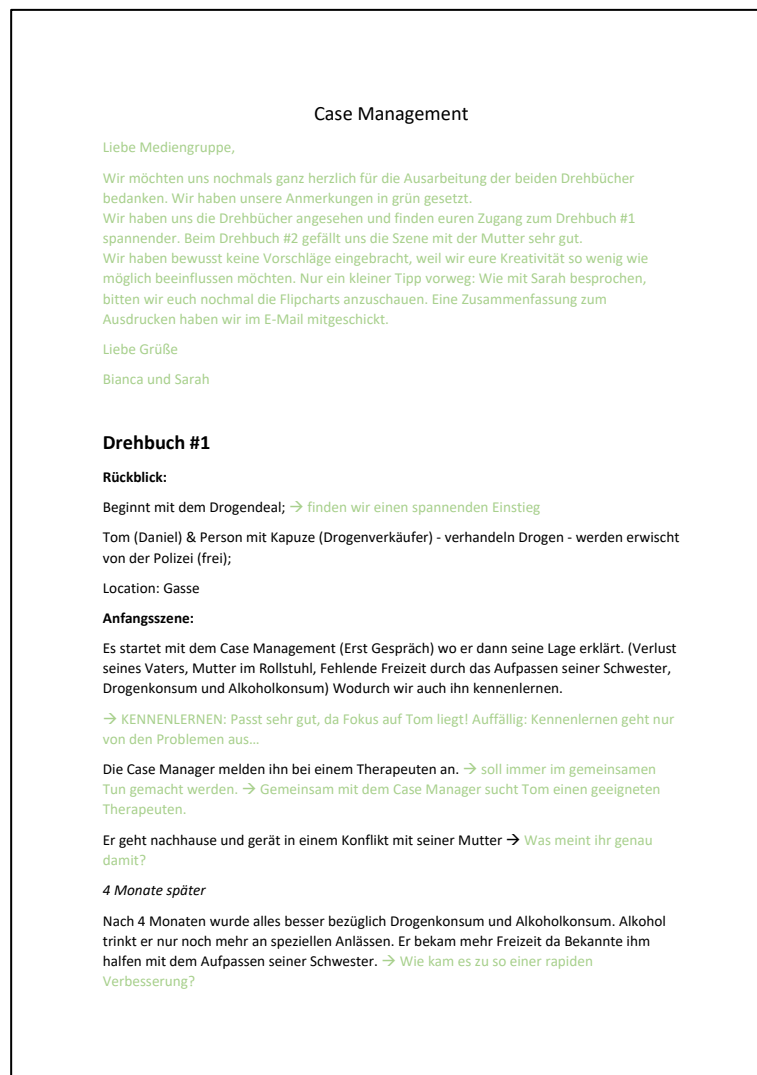 Case Management
Liebe Mediengruppe,
Wir möchten uns nochmals ganz herzlich für die Ausarbeitung der beiden Drehbücher
bedanken. Wir haben unsere Anmerkungen in grün gesetzt.
Wir haben uns die Drehbücher angesehen und finden euren Zugang zum Drehbuch #1
spannender. Beim Drehbuch #2 gefällt uns die Szene mit der Mutter sehr gut.
Wir haben bewusst keine Vorschläge eingebracht, weil wir eure Kreativität so wenig wie
möglich beeinflussen möchten. Nur ein kleiner Tipp vorweg: Wie mit Sarah besprochen,
bitten wir euch nochmal die Flipcharts anzuschauen. Eine Zusammenfassung zum
Ausdrucken haben wir im E-Mail mitgeschickt.
Liebe Grüße
Bianca und Sarah
Drehbuch #1
Rückblick:
Beginnt mit dem Drogendeal; → finden wir einen spannenden Einstieg
Tom (Daniel) & Person mit Kapuze (Drogenverkäufer) - verhandeln Drogen - werden erwischt
von der Polizei (frei);
Location: Gasse
Anfangsszene:
Es startet mit dem Case Management (Erst Gespräch) wo er dann seine Lage erklärt. (Verlust
seines Vaters, Mutter im Rollstuhl, Fehlende Freizeit durch das Aufpassen seiner Schwester,
Drogenkonsum und Alkoholkonsum) Wodurch wir auch ihn kennenlernen.
→ KENNENLERNEN: Passt sehr gut, da Fokus auf Tom liegt! Auffällig: Kennenlernen geht nur
von den Problemen aus…
Die Case Manager melden ihn bei einem Therapeuten an. → soll immer im gemeinsamen
Tun gemacht werden. → Gemeinsam mit dem Case Manager sucht Tom einen geeigneten
Therapeuten.
Er geht nachhause und gerät in einem Konflikt mit seiner Mutter → Was meint ihr genau
damit?
4 Monate später
Nach 4 Monaten wurde alles besser bezüglich Drogenkonsum und Alkoholkonsum. Alkohol
trinkt er nur noch mehr an speziellen Anlässen. Er bekam mehr Freizeit da Bekannte ihm
halfen mit dem Aufpassen seiner Schwester. → Wie kam es zu so einer rapiden
Verbesserung?